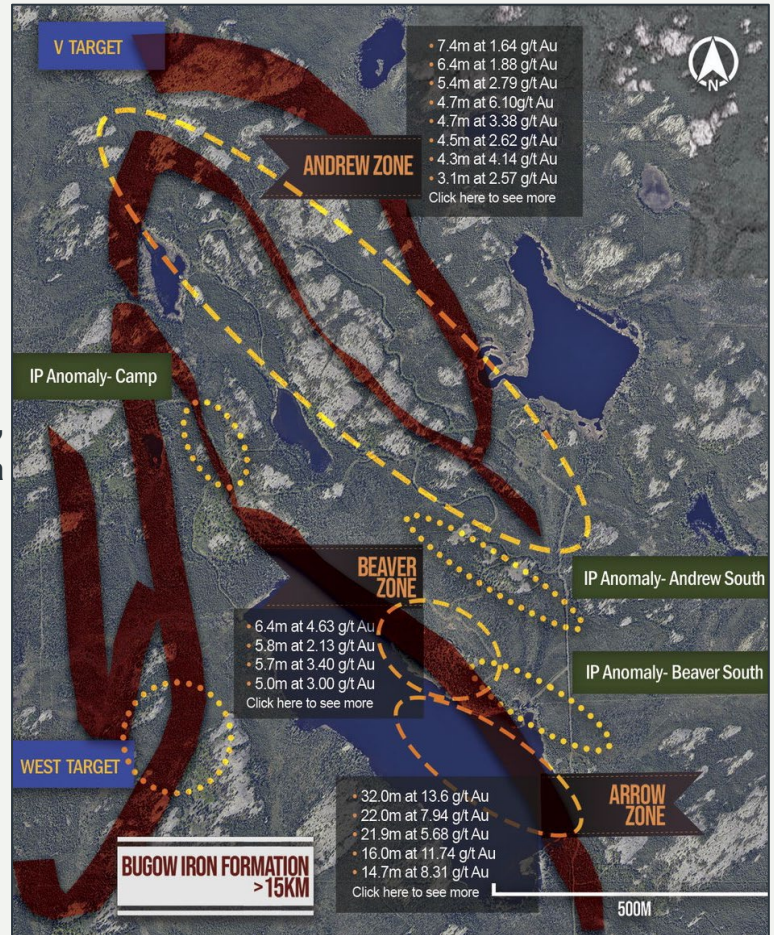 V TARGET
• 7.4m at 1.64 g/t Au
• 6.4m at 1.88 g/t Au
• 5.4m at 2.79 g/t Au
• 4.7m at 6.10g/t Au
• 4.7m at 3.38 g/t Au
• 4.5m at 2.62 g/t Au
• 4.3m at 4.14 g/t Au
• 3.1m at 2.57 g/t Au
Click here to see more
N
ANDREW ZONE
IP Anomaly- Camp
BEAVER
ZONE
• 6.4m at 4.63 g/t Au
• 5.8m at 2.13 g/t Au
• 5.7m at 3.40 g/t Au
• 5.0m at 3.00 g/t Au
Click here to see more
IP Anomaly- Andrew South
IP Anomaly- Beaver South
WEST TARGET
• 32.0m at 13.6 g/t Au
• 22.0m at 7.94 g/t Au
• 21.9m at 5.68 g/t Au
• 16.0m at 11.74 g/t Au
• 14.7m at 8.31 g/t Au
Click here to see more
ARROW
ZONE
BUGOW IRON FORMATION
>15KM
500M